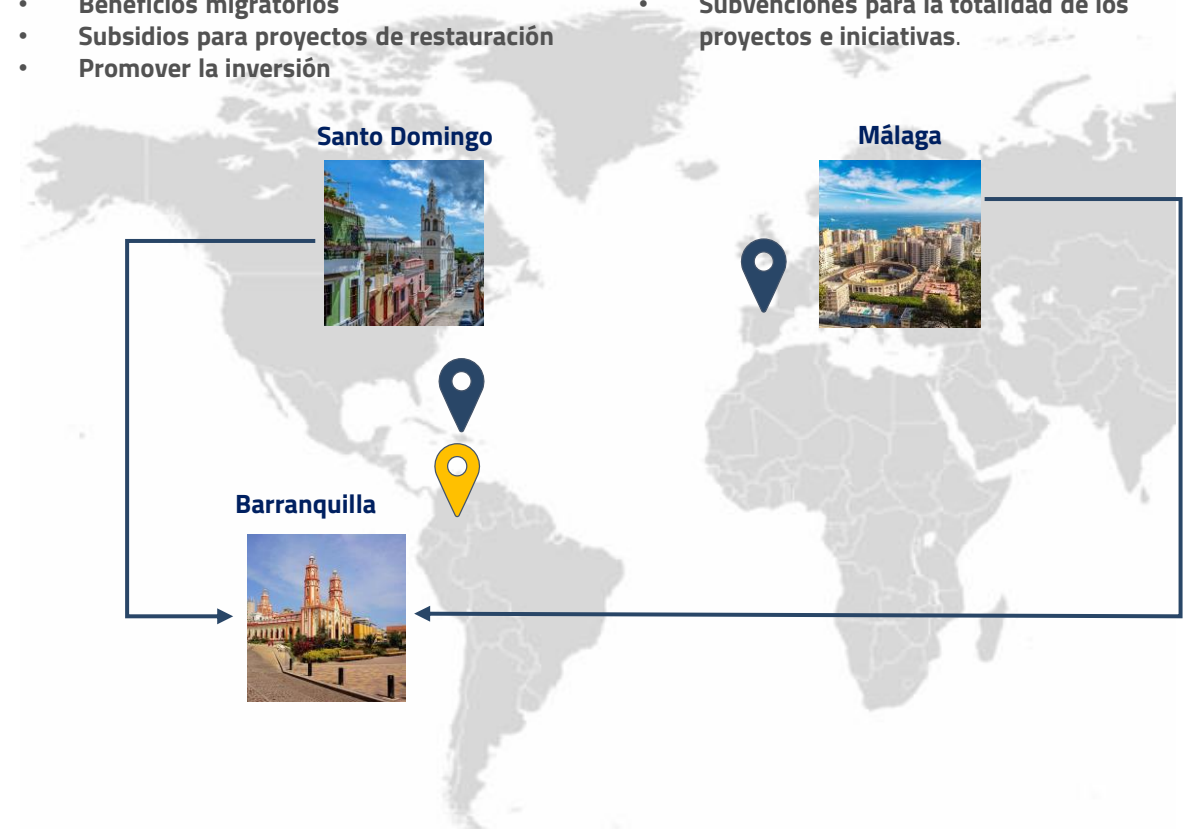 • Beneficios migratorios
• Subsidios para proyectos de restauración
• Promover la inversión
• Subvenciones para la totalidad de los
proyectos e iniciativas.
Santo Domingo
Málaga
Barranquilla